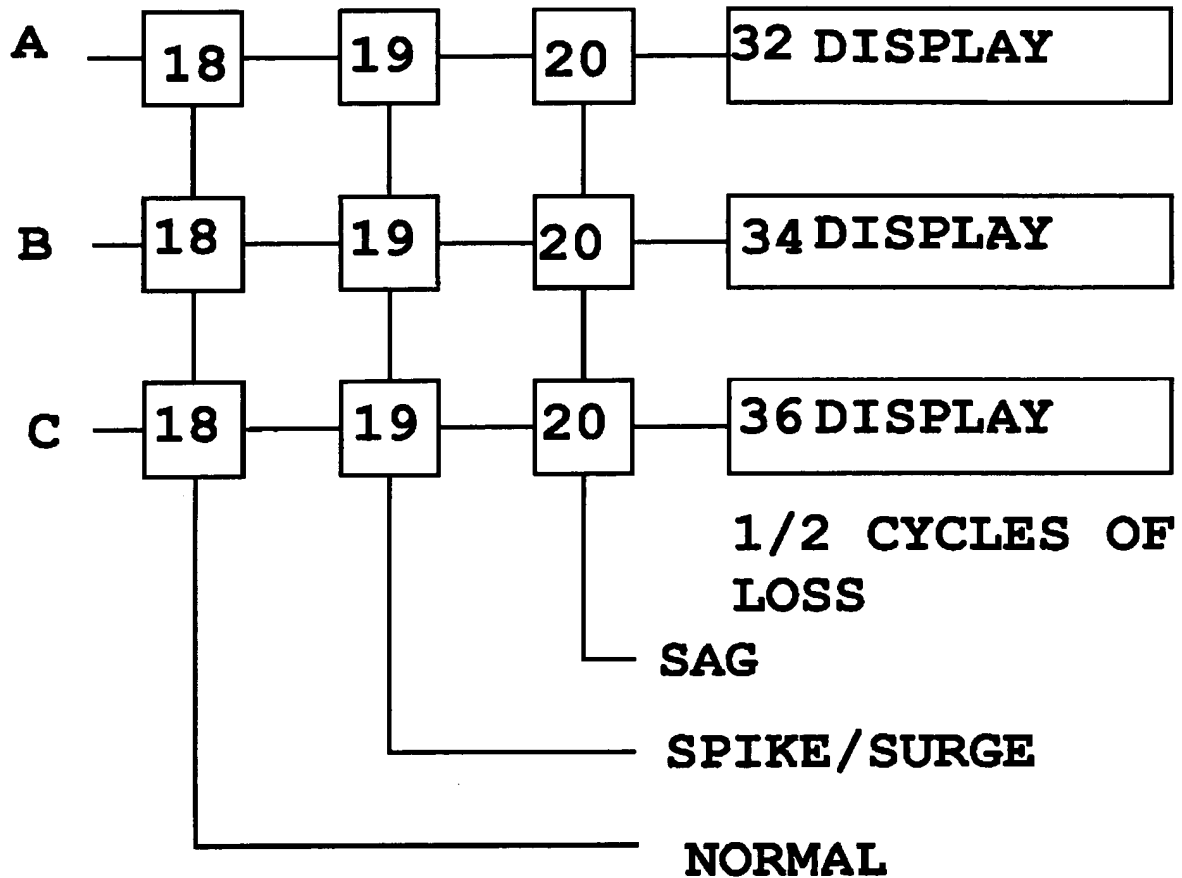 A 18 19 20 32 DISPLAY
B 18 19 20 34 DISPLAY
C 18 19 20 36 DISPLAY
1/2 CYCLES OF
LOSS
SAG
SPIKE/SURGE
NORMAL